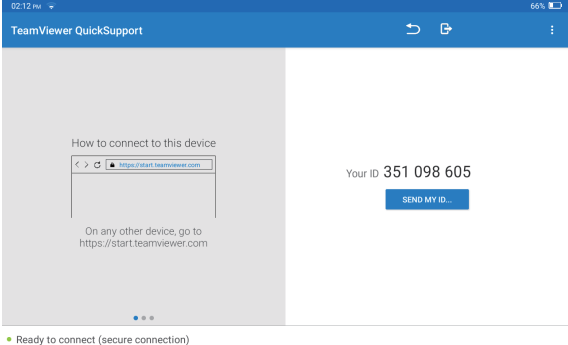 02:12 PM
66%
TeamViewer QuickSupport
How to connect to this device
https://start.teamviewer.com
On any other device, go to
https://start.teamviewer.com
Your ID 351 098 605
SEND MY ID...
Ready to connect (secure connection)